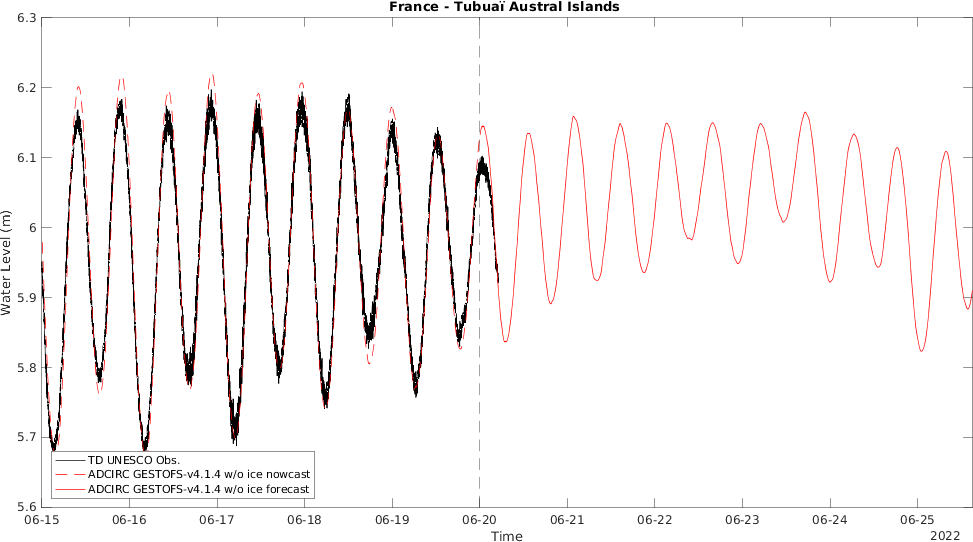 France - Tubuaï Austral Islands
6.3
6.2
6.1
6
5.9
5.8
5.7
5.6
Water Level (m)
TD UNESCO Obs.
ADCIRC GESTOFS-v4.1.4 w/o ice nowcast
ADCIRC GESTOFS-v4.1.4 w/o ice forecast
06-15 06-16 06-17 06-18 06-19 06-20 06-21 06-22 06-23 06-24 06-25
Time
2022